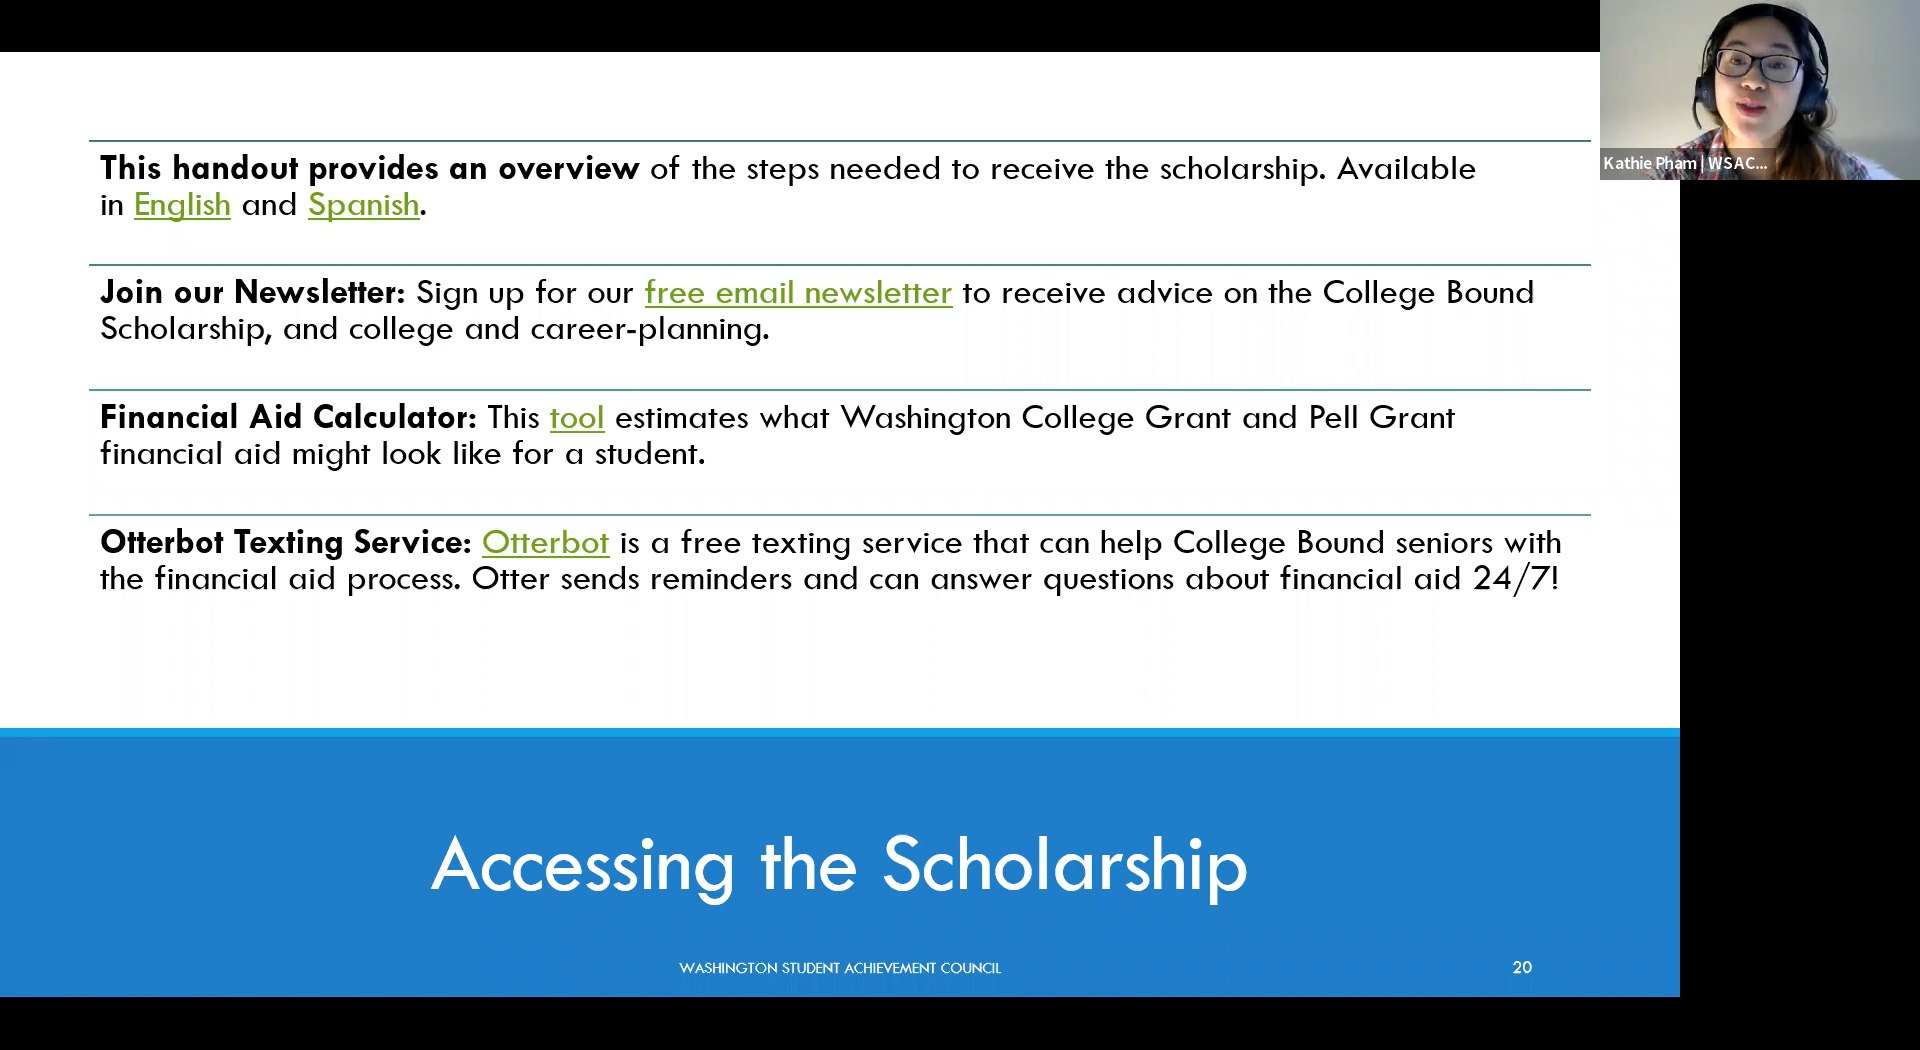 This handout provides an overview of the steps needed to receive the scholarship. Available
in English and Spanish.
Join our Newsletter: Sign up for our free email newsletter to receive advice on the College Bound
Scholarship, and college and career-planning.
Financial Aid Calculator: This tool estimates what Washington College Grant and Pell Grant
financial aid might look like for a student.
Otterbot Texting Service: Otterbot is a free texting service that can help College Bound seniors with
the financial aid process. Otter sends reminders and can answer questions about financial aid 24/7!
Accessing the Scholarship
WASHINGTON STUDENT ACHIEVEMENT COUNCIL
20
Kathie Pham | WSAC...